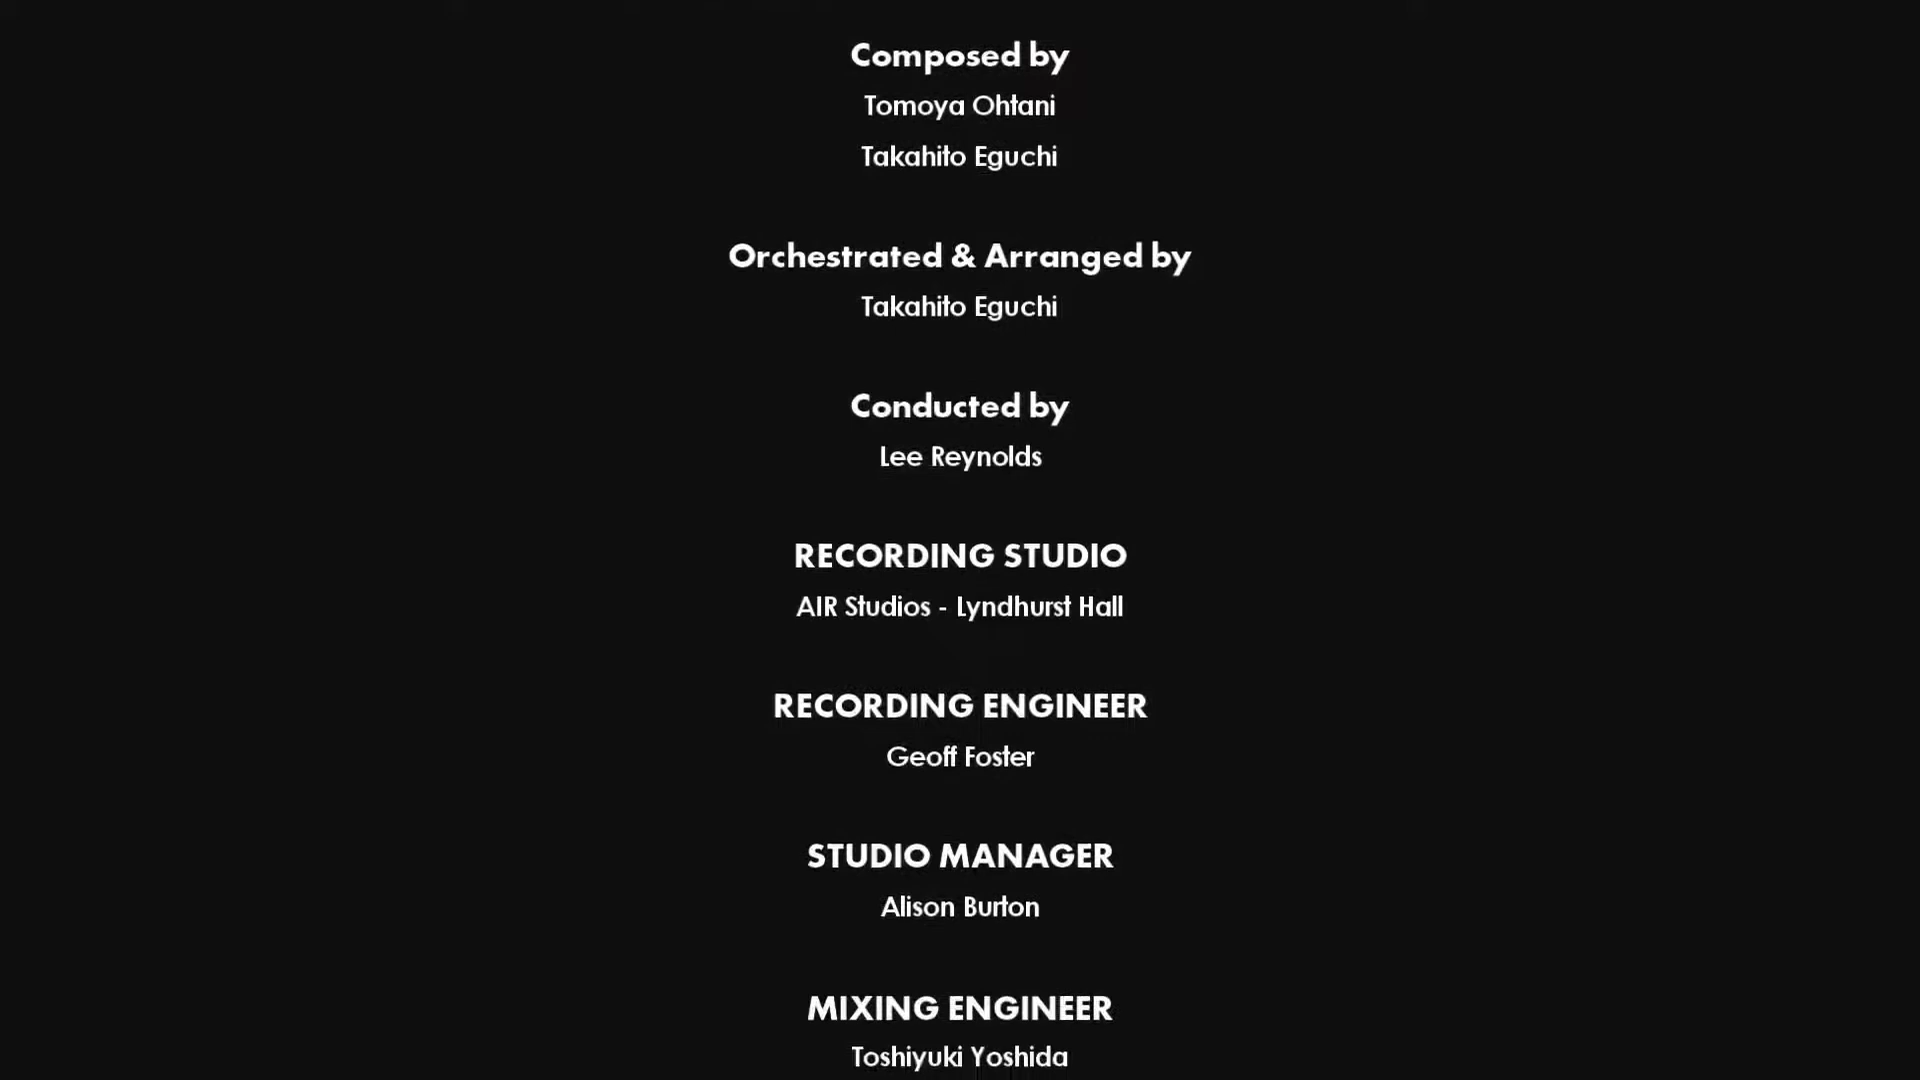 Composed by
Tomoya Ohtani
Takahito Eguchi
Orchestrated & Arranged by
Takahito Eguchi
Conducted by
Lee Reynolds
RECORDING STUDIO
AIR Studios - Lyndhurst Hall
RECORDING ENGINEER
Geoff Foster
STUDIO MANAGER
Alison Burton
MIXING ENGINEER
Toshiyuki Yoshida